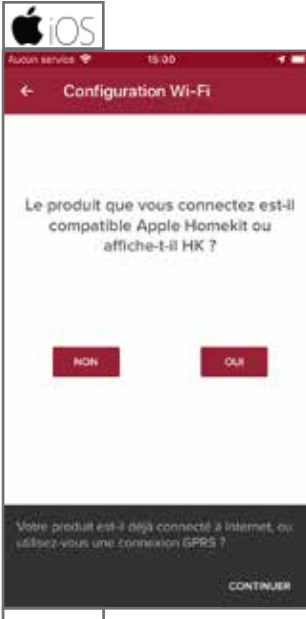 iOS
Aucun service 15:00
Configuration Wi-Fi
Le produit que vous connectez est-il
compatible Apple Homekit ou
affiche-t-il HK ?
NON OUI
Votre produit est-il déjà connecté à Internet, ou
utilisez-vous une connexion GPRS ?
CONTINUER